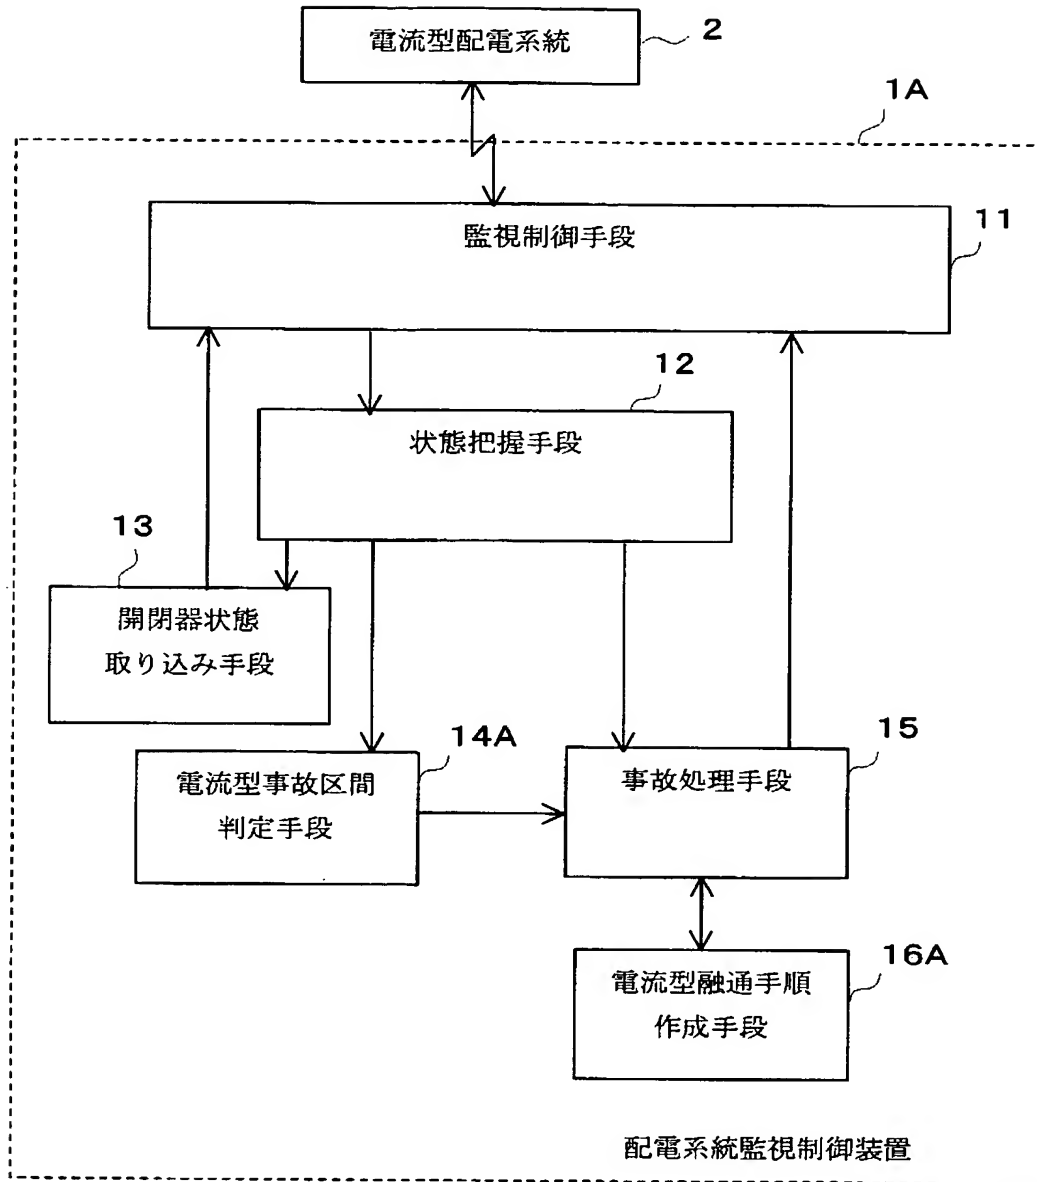 電流型配電系統
2
1A
監視制御手段
11
12
状態把握手段
13
開閉器状態
取り込み手段
14A
電流型事故区間
判定手段
15
事故処理手段
16A
電流型融通手順
作成手段
配電系統監視制御装置